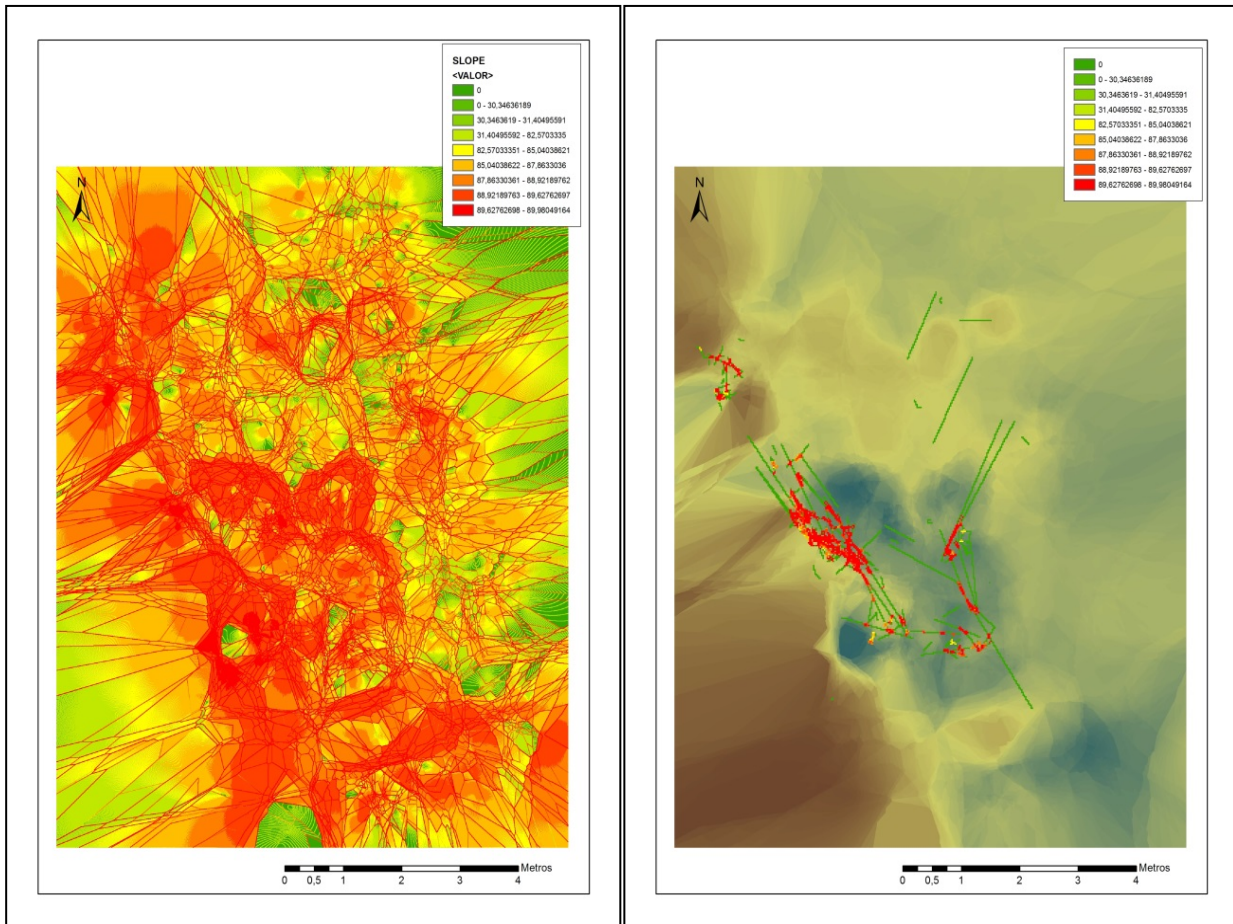 SLOPE
<VALOR>
0
0 - 30,34636189
30,3463619 - 31,40495591
31,40495592 - 82,5703335
82,57033351 - 85,04038621
85,04038622 - 87,8633036
87,86330361 - 88,92189762
88,92189763 - 89,62762697
89,62762698 - 89,98049164
N
Metros
0 0,5 1 2 3 4
0
0 - 30,34636189
30,3463619 - 31,40495591
31,40495592 - 82,5703335
82,57033351 - 85,04038621
85,04038622 - 87,8633036
87,86330361 - 88,92189762
88,92189763 - 89,62762697
89,62762698 - 89,98049164
N
Metros
0 0,5 1 2 3 4